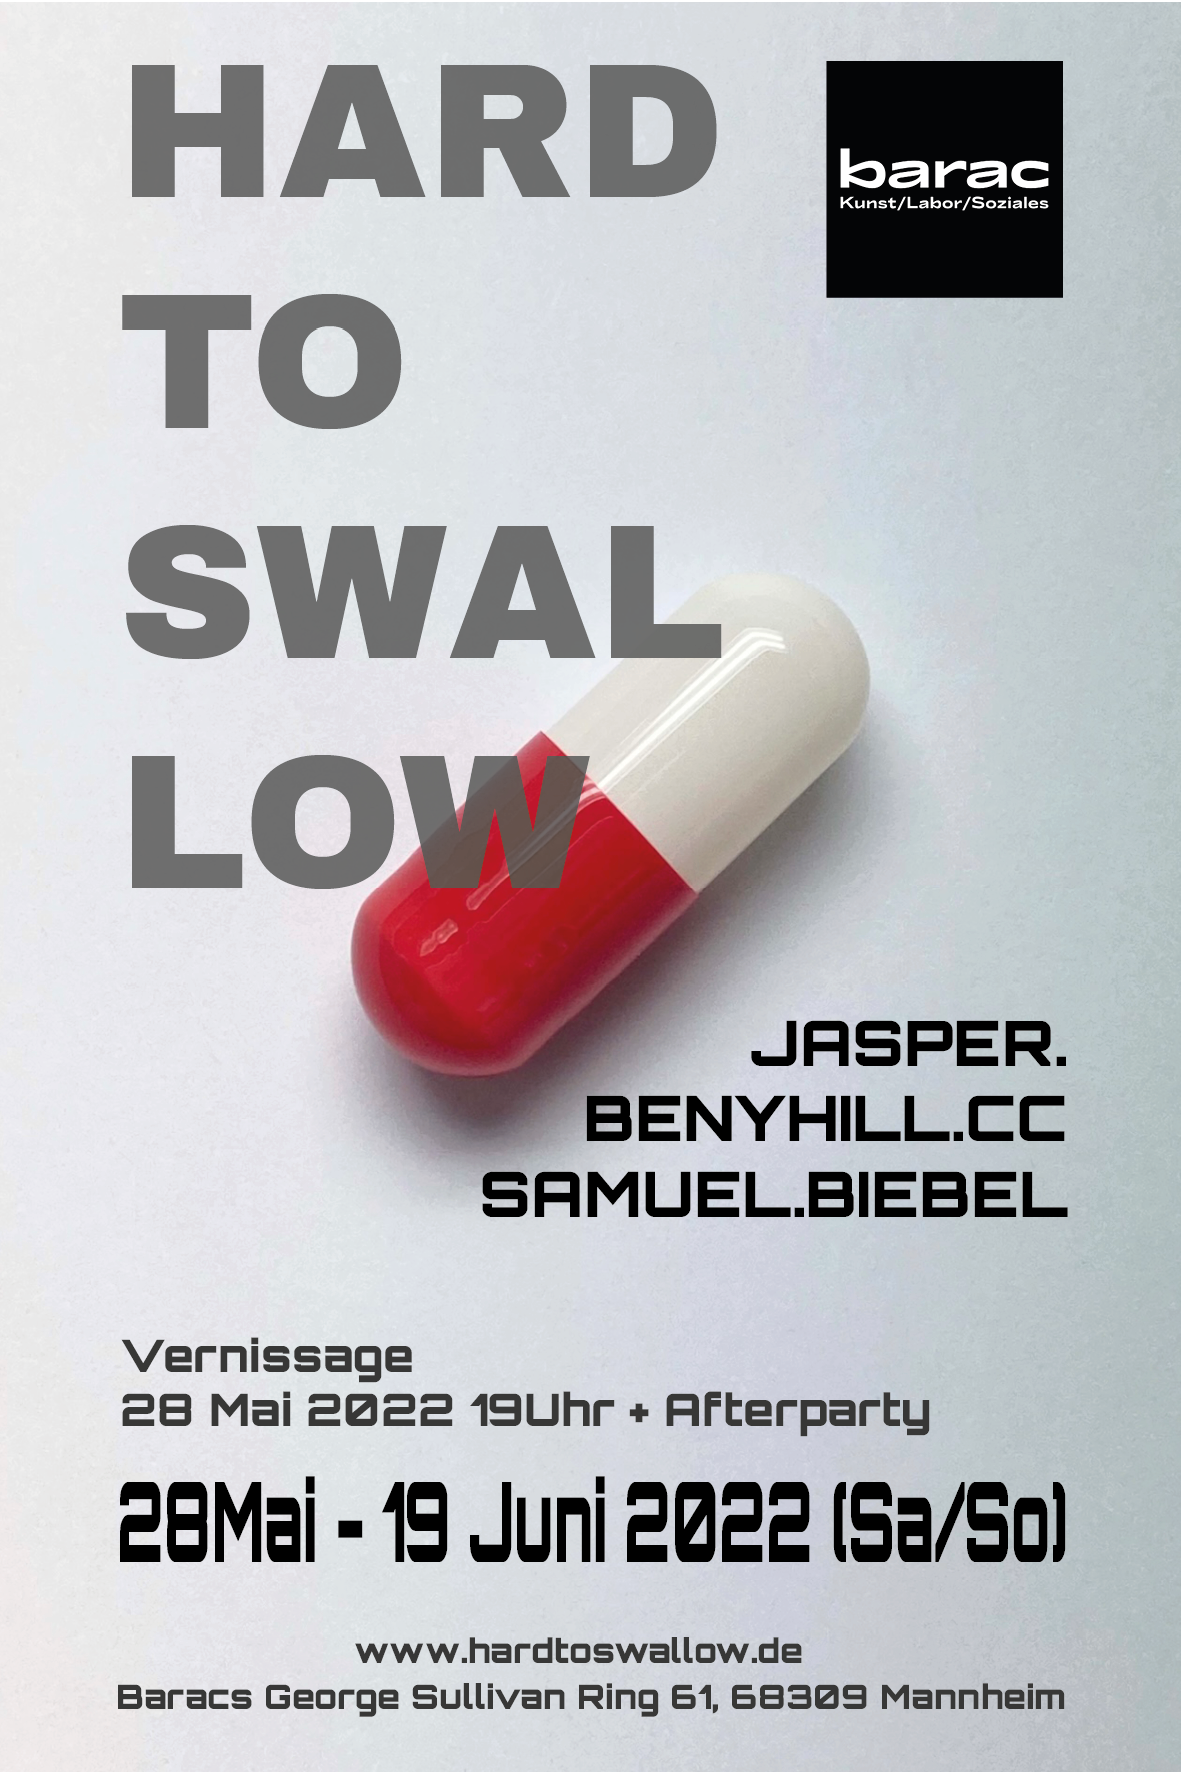 HARD
TO
SWAL
LOW
barac
Kunst/Labor/Soziales
JASPER.
BENYHILL.CC
SAMUEL.BIEBEL
Vernissage
28 Mai 2022 19Uhr + Afterparty
28Mai - 19 Juni 2022 (Sa/So)
www.hardtoswallow.de
Baracs George Sullivan Ring 61, 68309 Mannheim